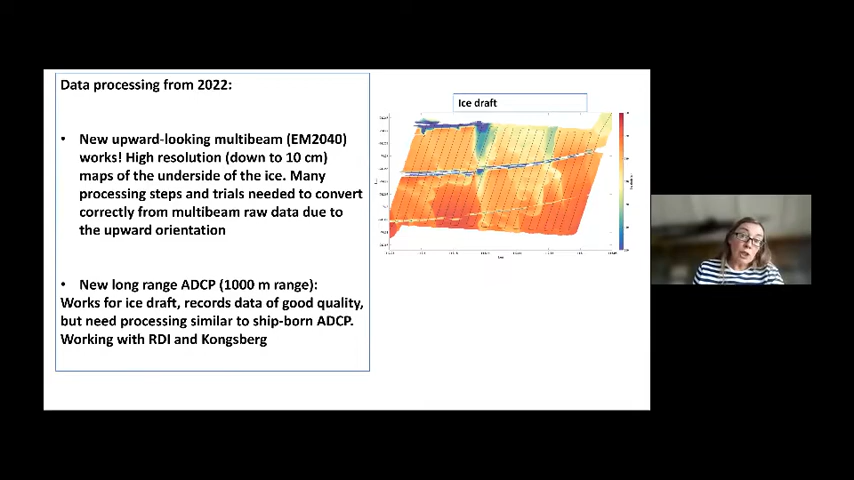 Data processing from 2022:
• New upward-looking multibeam (EM2040)
works! High resolution (down to 10 cm)
maps of the underside of the ice. Many
processing steps and trials needed to convert
correctly from multibeam raw data due to
the upward orientation
• New long range ADCP (1000 m range):
Works for ice draft, records data of good quality,
but need processing similar to ship-born ADCP.
Working with RDI and Kongsberg
Ice draft